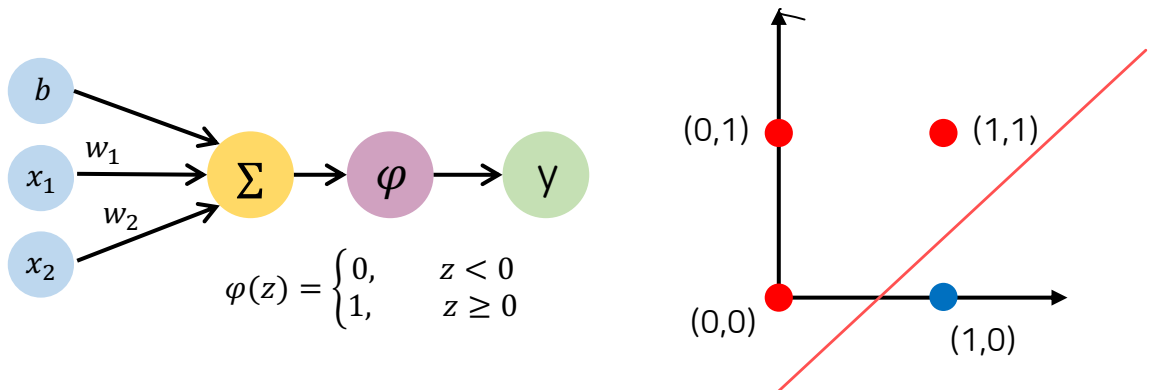 b
x₁
w₁
w₂
x₂
Σ
φ
y
φ(z) = {0, z < 0
1, z ≥ 0
(0,1)
(1,1)
(0,0)
(1,0)